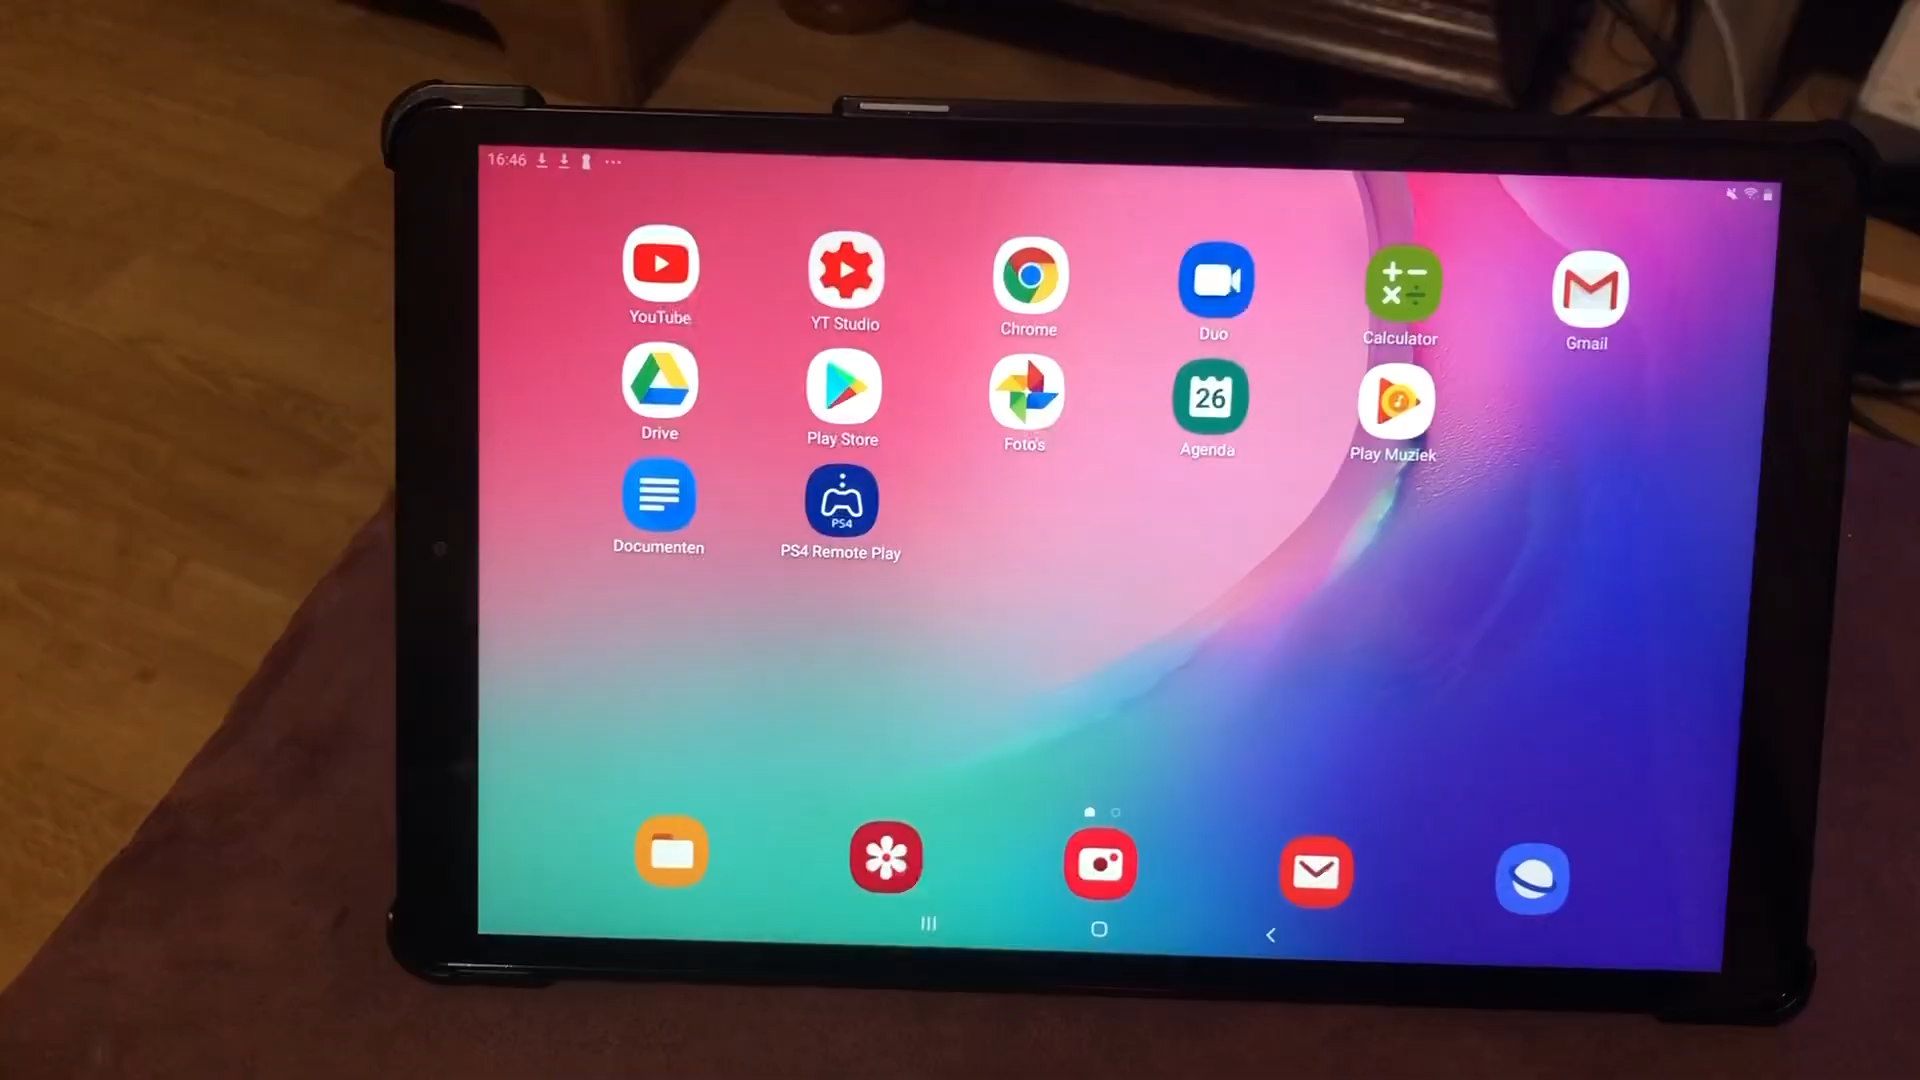 16:46
YouTube
YT Studio
Chrome
Duo
Calculator
Gmail
Drive
Play Store
Foto's
26
Agenda
Play Muziek
Documenten
PS4
PS4 Remote Play